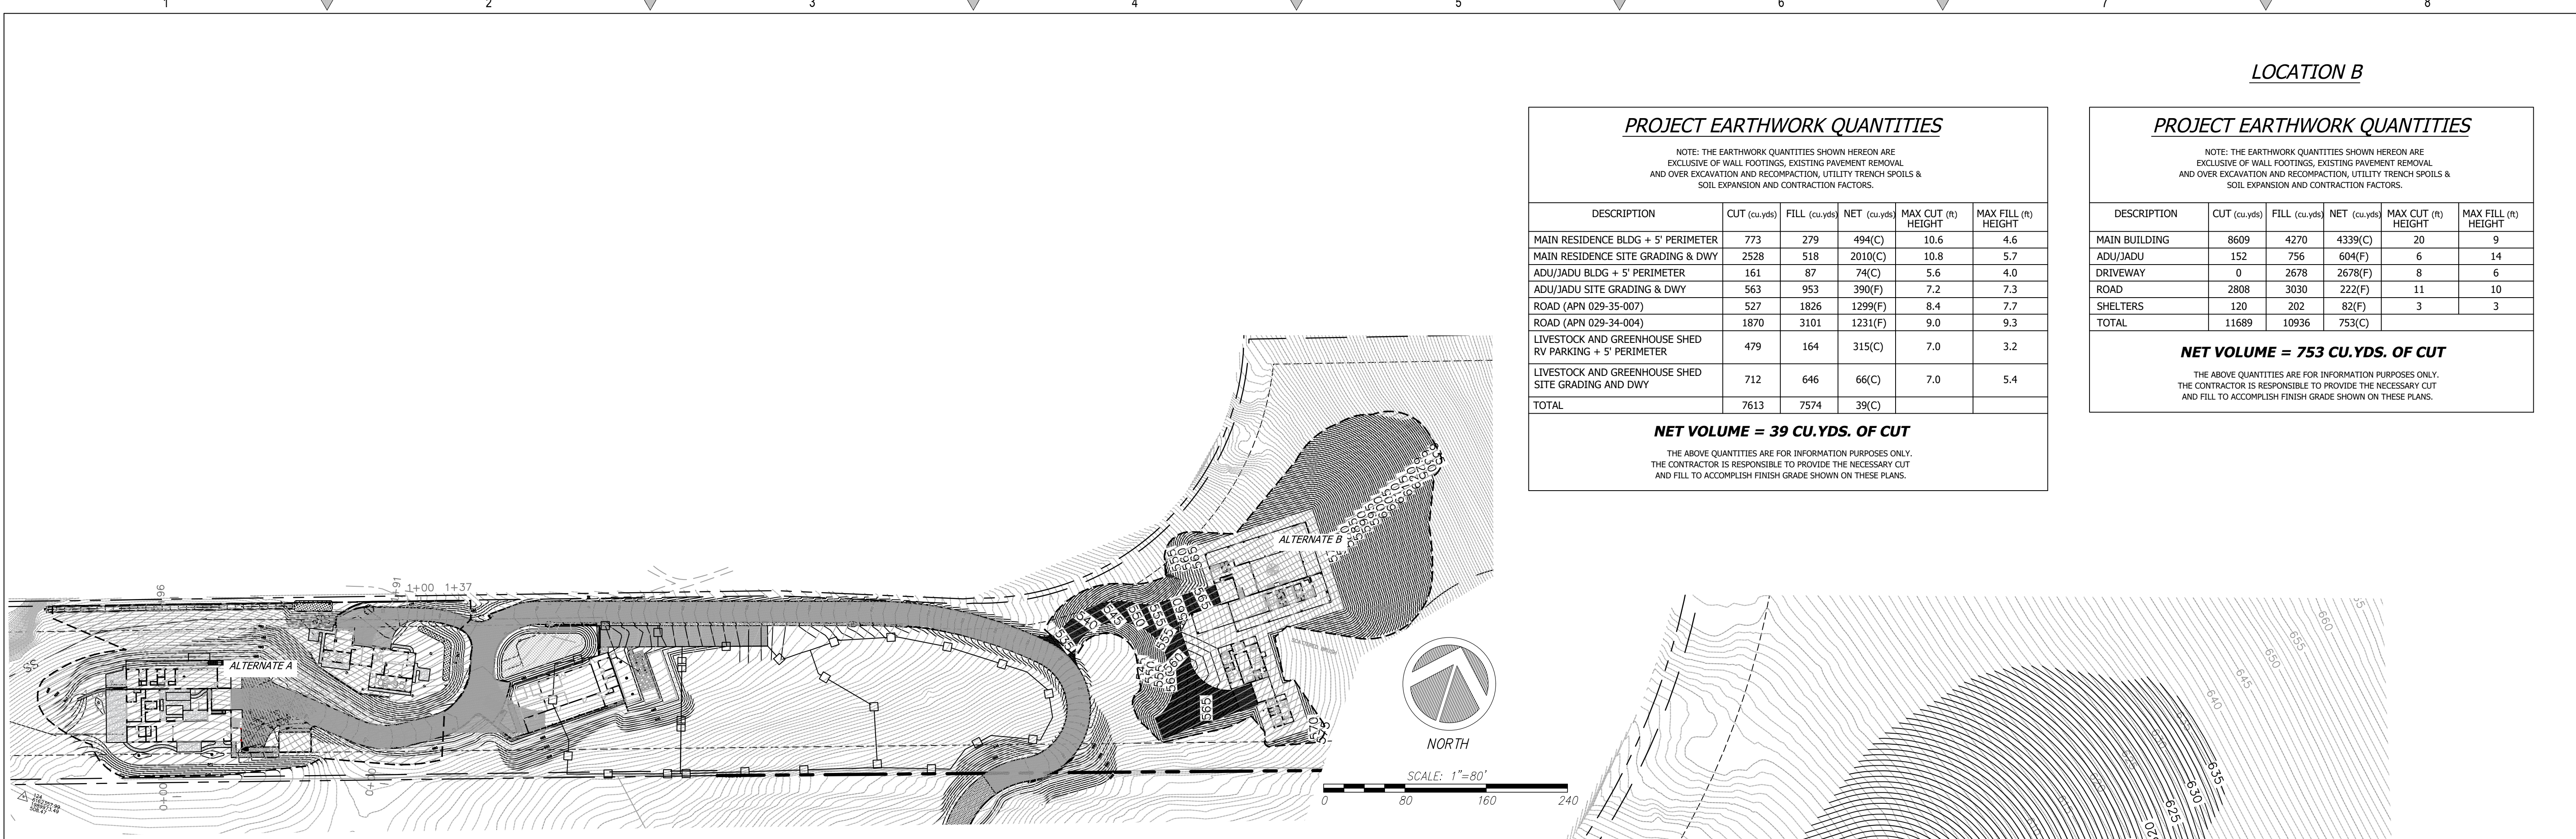 1 2 3 4 5 6 7 8
LOCATION B
PROJECT EARTHWORK QUANTITIES
NOTE: THE EARTHWORK QUANTITIES SHOWN HEREON ARE
EXCLUSIVE OF WALL FOOTINGS, EXISTING PAVEMENT REMOVAL
AND OVER EXCAVATION AND RECOMPACTION, UTILITY TRENCH SPOILS &
SOIL EXPANSION AND CONTRACTION FACTORS.
DESCRIPTION CUT (cu.yds) FILL (cu.yds) NET (cu.yds) MAX CUT (ft) HEIGHT MAX FILL (ft) HEIGHT
MAIN RESIDENCE BLDG + 5' PERIMETER 773 279 494(C) 10.6 4.6
MAIN RESIDENCE SITE GRADING & DWY 2528 518 2010(C) 10.8 5.7
ADU/JADU BLDG + 5' PERIMETER 161 87 74(C) 5.6 4.0
ADU/JADU SITE GRADING & DWY 563 953 390(F) 7.2 7.3
ROAD (APN 029-35-007) 527 1826 1299(F) 8.4 7.7
ROAD (APN 029-34-004) 1870 3101 1231(F) 9.0 9.3
LIVESTOCK AND GREENHOUSE SHED
RV PARKING + 5' PERIMETER 479 164 315(C) 7.0 3.2
LIVESTOCK AND GREENHOUSE SHED
SITE GRADING AND DWY 712 646 66(C) 7.0 5.4
TOTAL 7613 7574 39(C)
NET VOLUME = 39 CU.YDS. OF CUT
THE ABOVE QUANTITIES ARE FOR INFORMATION PURPOSES ONLY.
THE CONTRACTOR IS RESPONSIBLE TO PROVIDE THE NECESSARY CUT
AND FILL TO ACCOMPLISH FINISH GRADE SHOWN ON THESE PLANS.
PROJECT EARTHWORK QUANTITIES
NOTE: THE EARTHWORK QUANTITIES SHOWN HEREON ARE
EXCLUSIVE OF WALL FOOTINGS, EXISTING PAVEMENT REMOVAL
AND OVER EXCAVATION AND RECOMPACTION, UTILITY TRENCH SPOILS &
SOIL EXPANSION AND CONTRACTION FACTORS.
DESCRIPTION CUT (cu.yds) FILL (cu.yds) NET (cu.yds) MAX CUT (ft) HEIGHT MAX FILL (ft) HEIGHT
MAIN BUILDING 8609 4270 4339(C) 20 9
ADU/JADU 152 756 604(F) 6 14
DRIVEWAY 0 2678 2678(F) 8 6
ROAD 2808 3030 222(F) 11 10
SHELTERS 120 202 82(F) 3 3
TOTAL 11689 10936 753(C)
NET VOLUME = 753 CU.YDS. OF CUT
THE ABOVE QUANTITIES ARE FOR INFORMATION PURPOSES ONLY.
THE CONTRACTOR IS RESPONSIBLE TO PROVIDE THE NECESSARY CUT
AND FILL TO ACCOMPLISH FINISH GRADE SHOWN ON THESE PLANS.
ALTERNATE B
1+00 1+37
ALTERNATE A
SS
0+00
535
540
545
550
555
560
565
565
570
575
NORTH
SCALE: 1"=80'
0 80 160 240
660
655
650
645
640
635
630
625
620